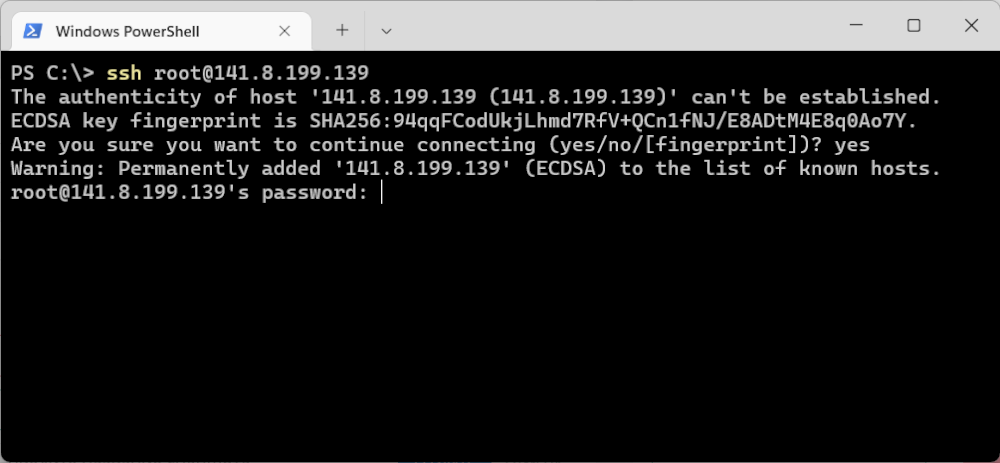 Windows PowerShell
PS C:\> ssh root@141.8.199.139
The authenticity of host '141.8.199.139 (141.8.199.139)' can't be established.
ECDSA key fingerprint is SHA256:94qqFCodUkjLhmd7RfV+QCn1fNJ/E8ADtM4E8q0Ao7Y.
Are you sure you want to continue connecting (yes/no/[fingerprint])? yes
Warning: Permanently added '141.8.199.139' (ECDSA) to the list of known hosts.
root@141.8.199.139's password: